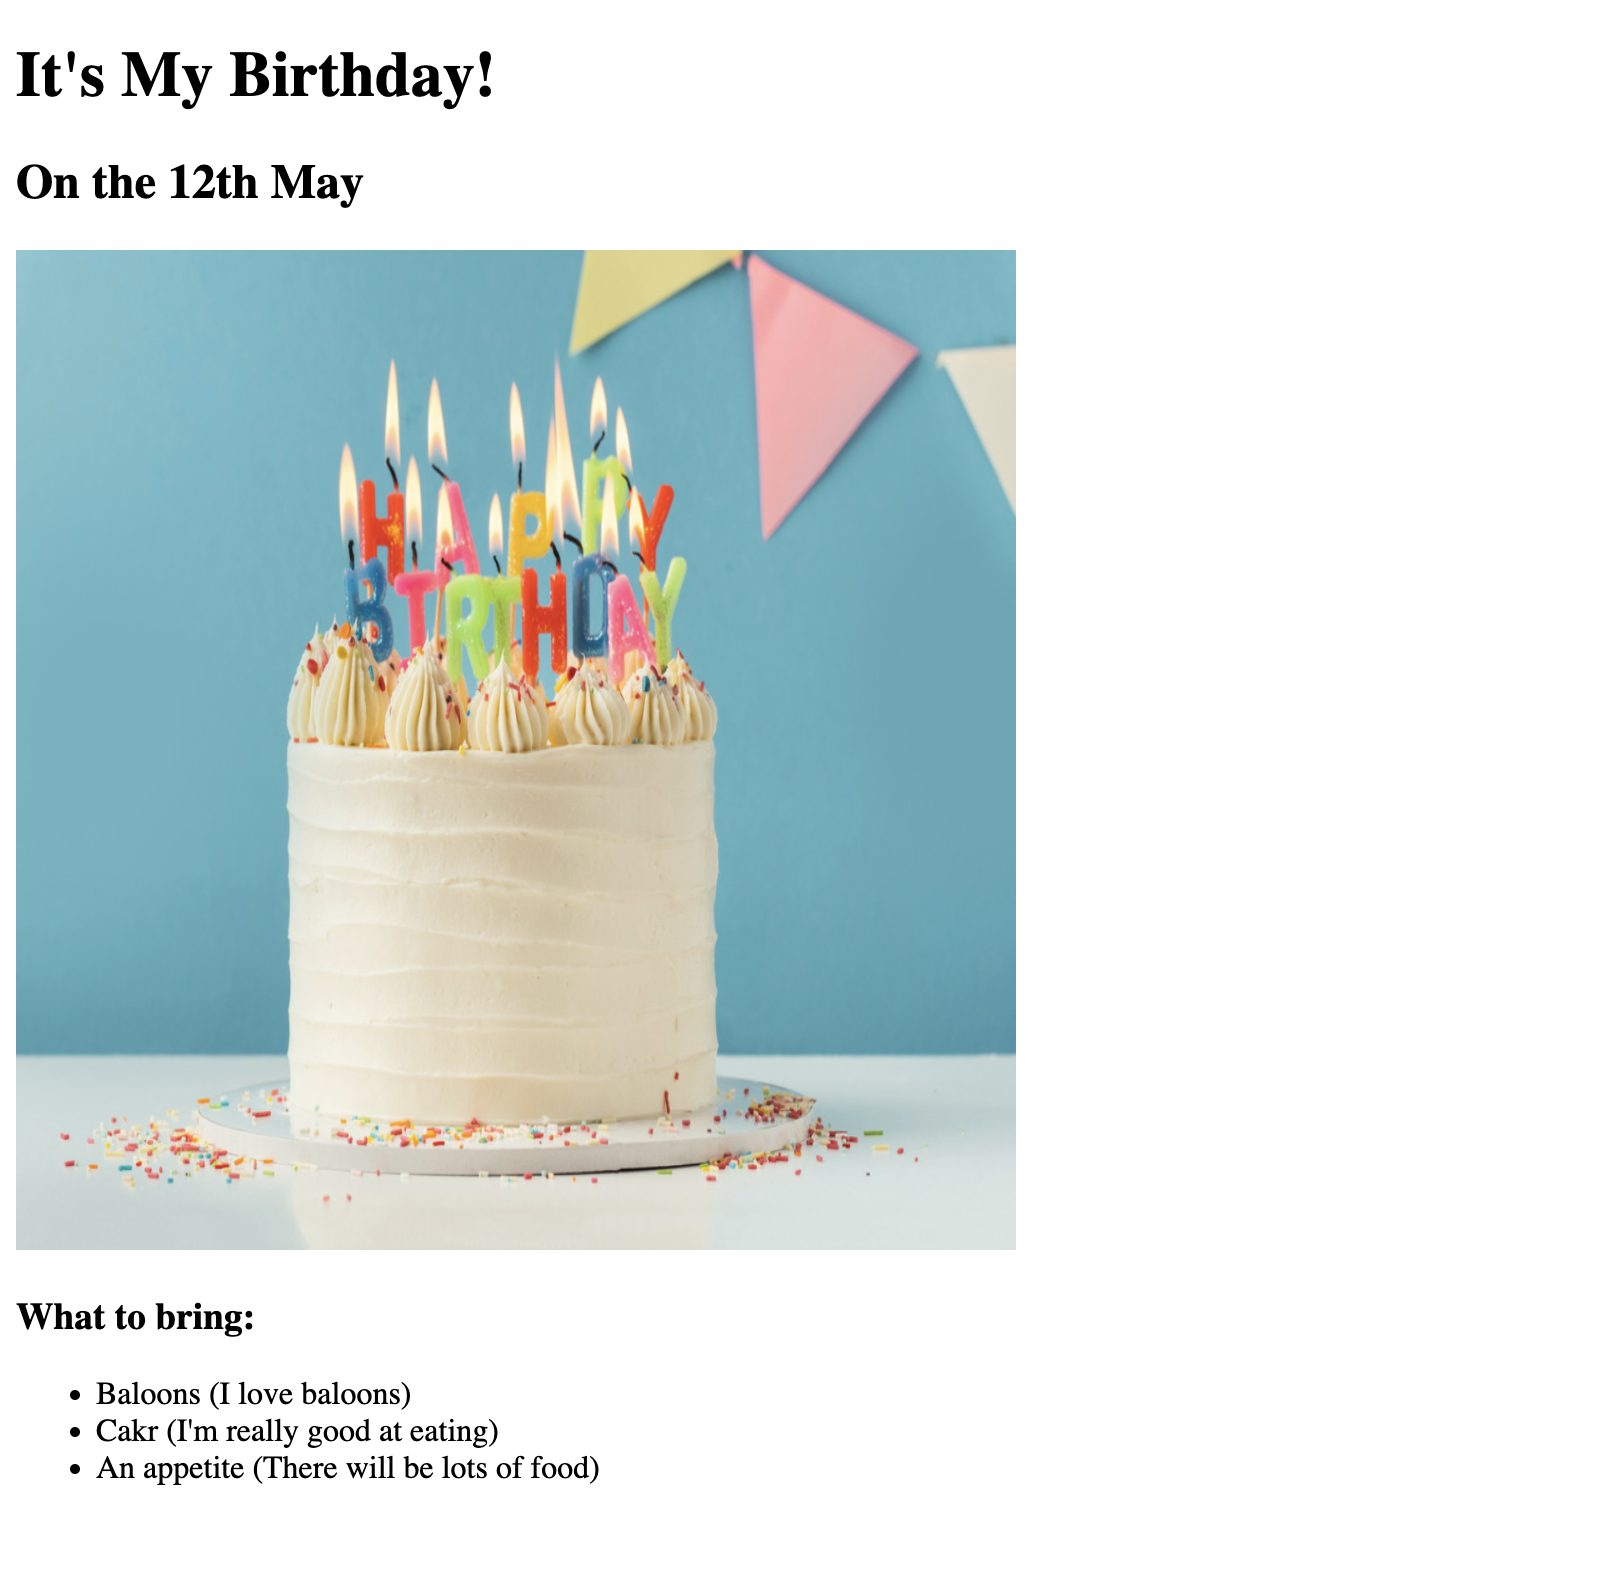 It's My Birthday!
On the 12th May
HAPPY
BIRTHDAY
What to bring:
Baloons (I love baloons)
Cakr (I'm really good at eating)
An appetite (There will be lots of food)